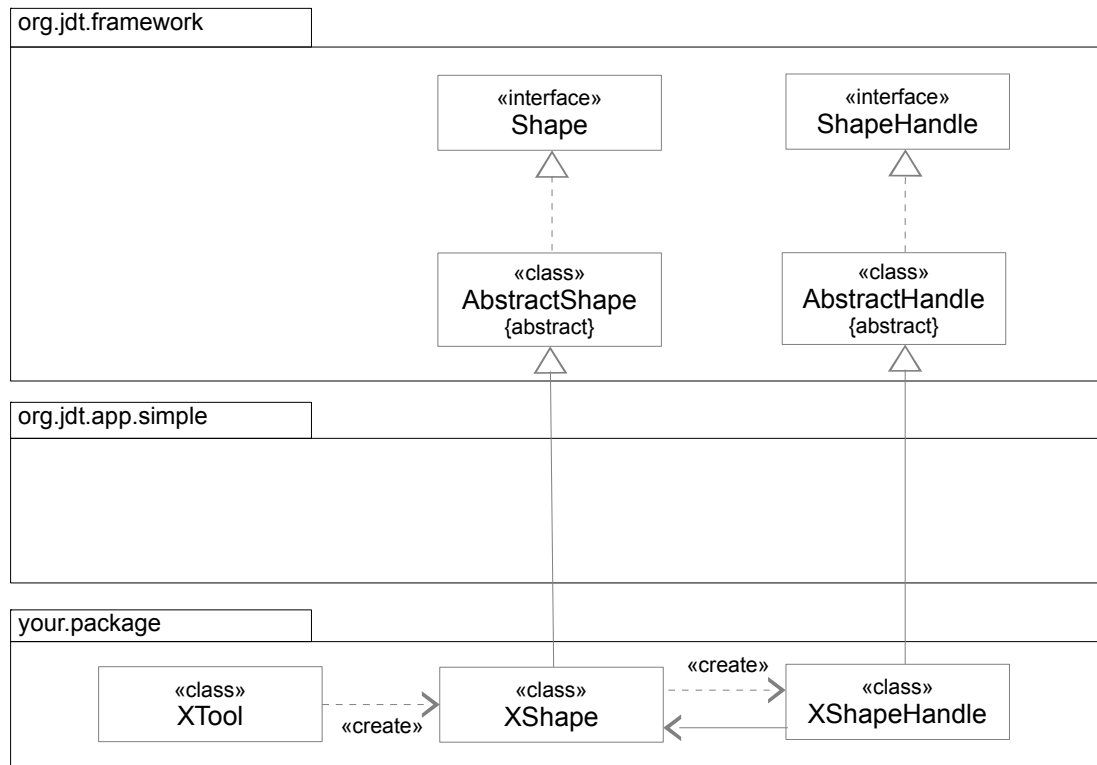 org.jdt.framework
«interface»
Shape
«interface»
ShapeHandle
«class»
AbstractShape
{abstract}
«class»
AbstractHandle
{abstract}
org.jdt.app.simple
your.package
«class»
XTool
«create»
«class»
XShape
«create»
«class»
XShapeHandle